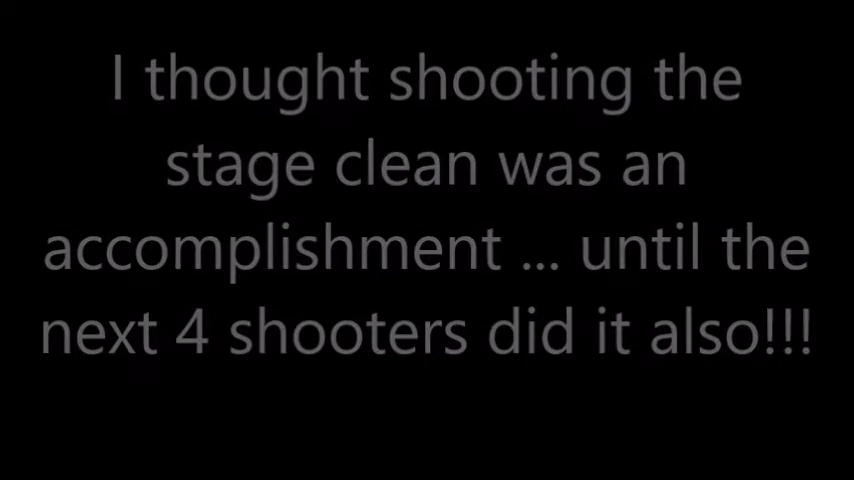 I thought shooting the
stage clean was an
accomplishment ... until the
next 4 shooters did it also!!!